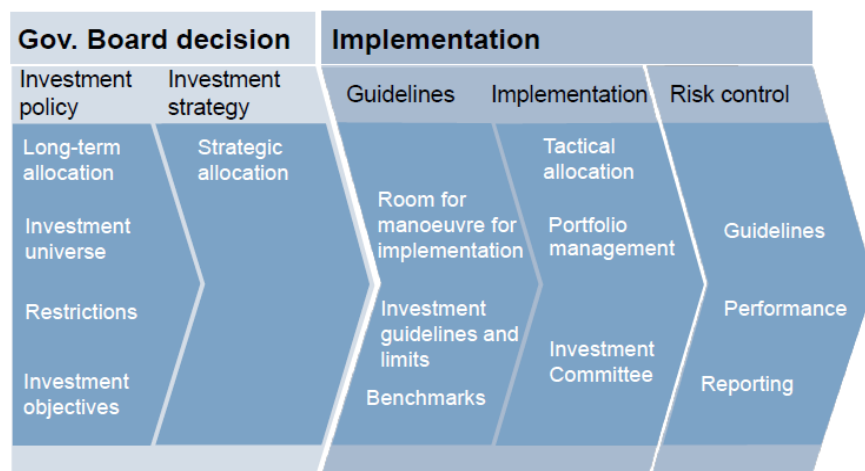 Gov. Board decision
Implementation
Investment
policy
Investment
strategy
Guidelines
Implementation
Risk control
Long-term
allocation
Investment
universe
Restrictions
Investment
objectives
Strategic
allocation
Room for
manoeuvre for
implementation
Investment
guidelines and
limits
Benchmarks
Tactical
allocation
Portfolio
management
Investment
Committee
Guidelines
Performance
Reporting